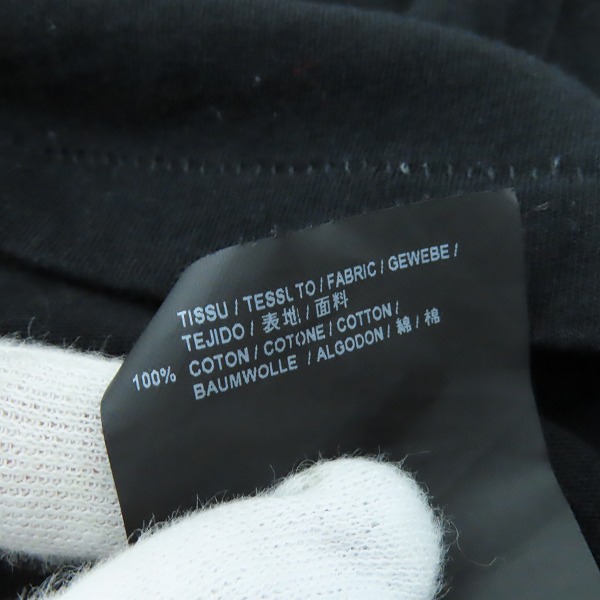 TISSU / TESSUTO / FABRIC / GEWEBE /
TEJIDO / 表地 / 面料
100% COTON / COTONE / COTTON /
BAUMWOLLE / ALGODON / 綿 / 棉